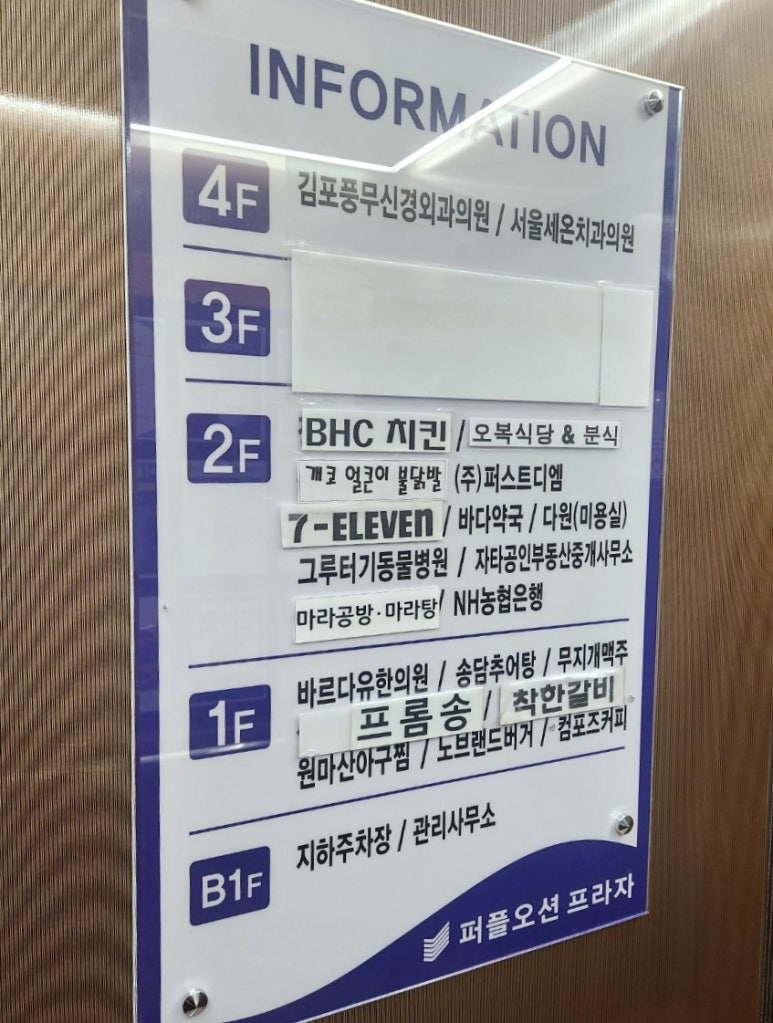 INFORMATION
4F
김포풍무신경외과의원 / 서울세온치과의원
3F
2F
BHC 치킨 / 오복식당 & 분식
개코 얼큰이 불닭발 (주)퍼스트디엠
7-ELEVEn / 바다약국 / 다원(미용실)
그루터기동물병원 / 자타공인부동산중개사무소
마라공방·마라탕 / NH농협은행
1F
바르다유한의원 / 송담추어탕 / 무지개맥주
프롬송 / 착한갈비
원마산아구찜 / 노브랜드버거 / 컴포즈커피
B1F
지하주차장 / 관리사무소
퍼플오션 프라자